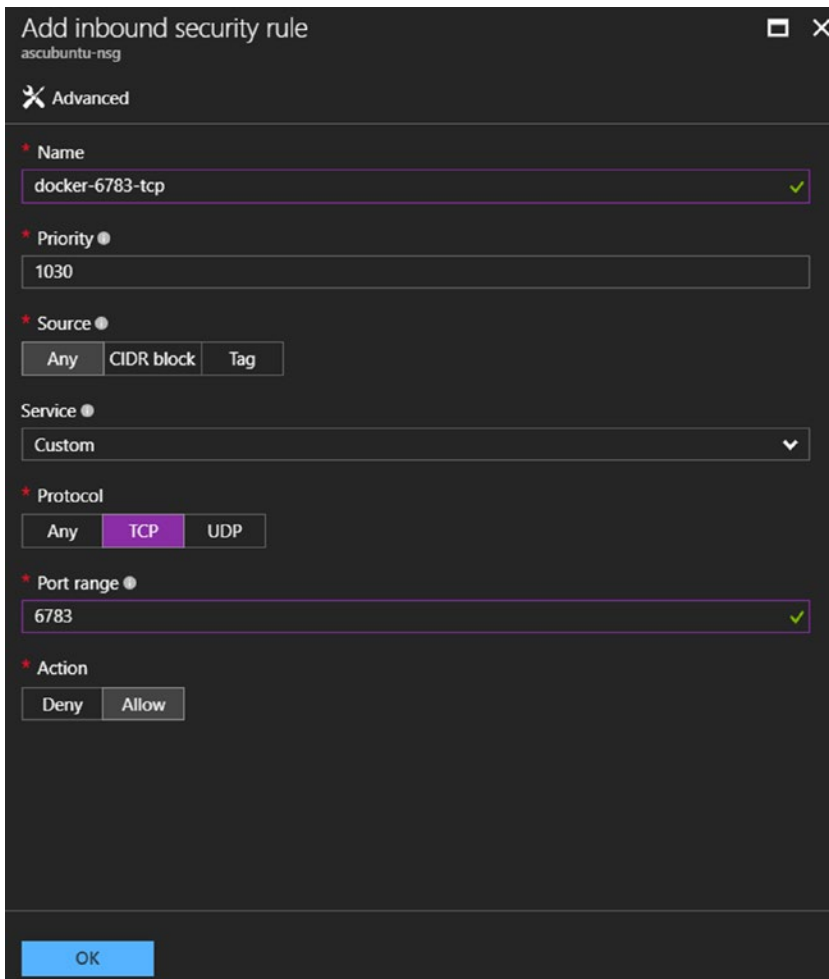 Add inbound security rule
ascubuntu-nsg
Advanced
* Name
docker-6783-tcp
* Priority
1030
* Source
Any CIDR block Tag
Service
Custom
* Protocol
Any TCP UDP
* Port range
6783
* Action
Deny Allow
OK